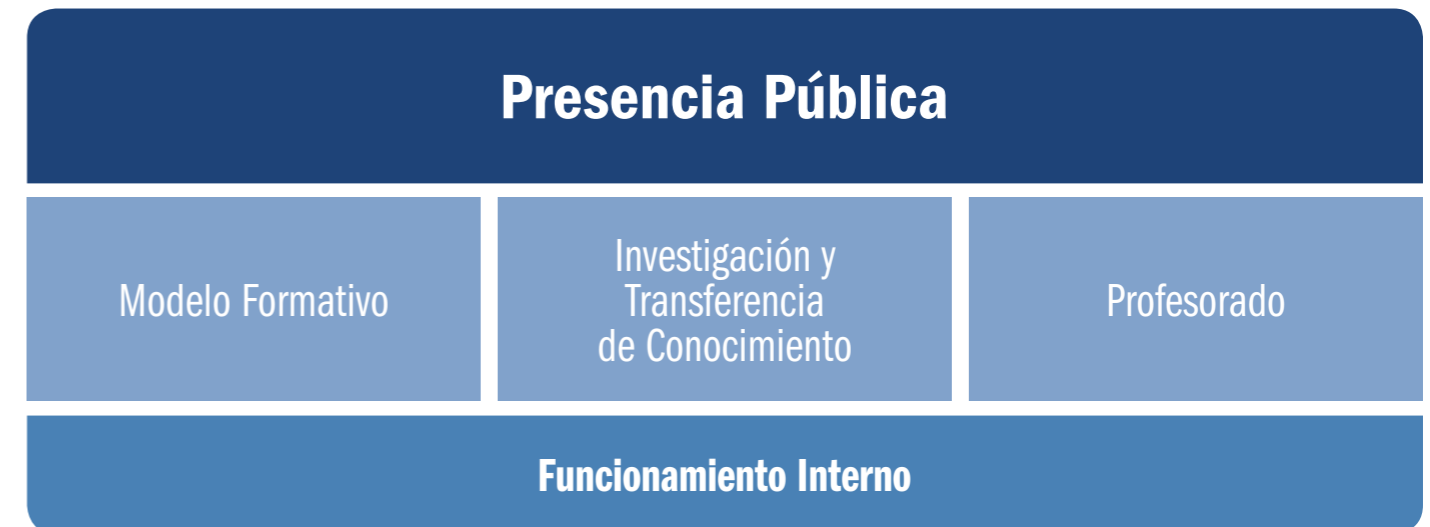 Presencia Pública
Modelo Formativo
Investigación y
Transferencia
de Conocimiento
Profesorado
Funcionamiento Interno